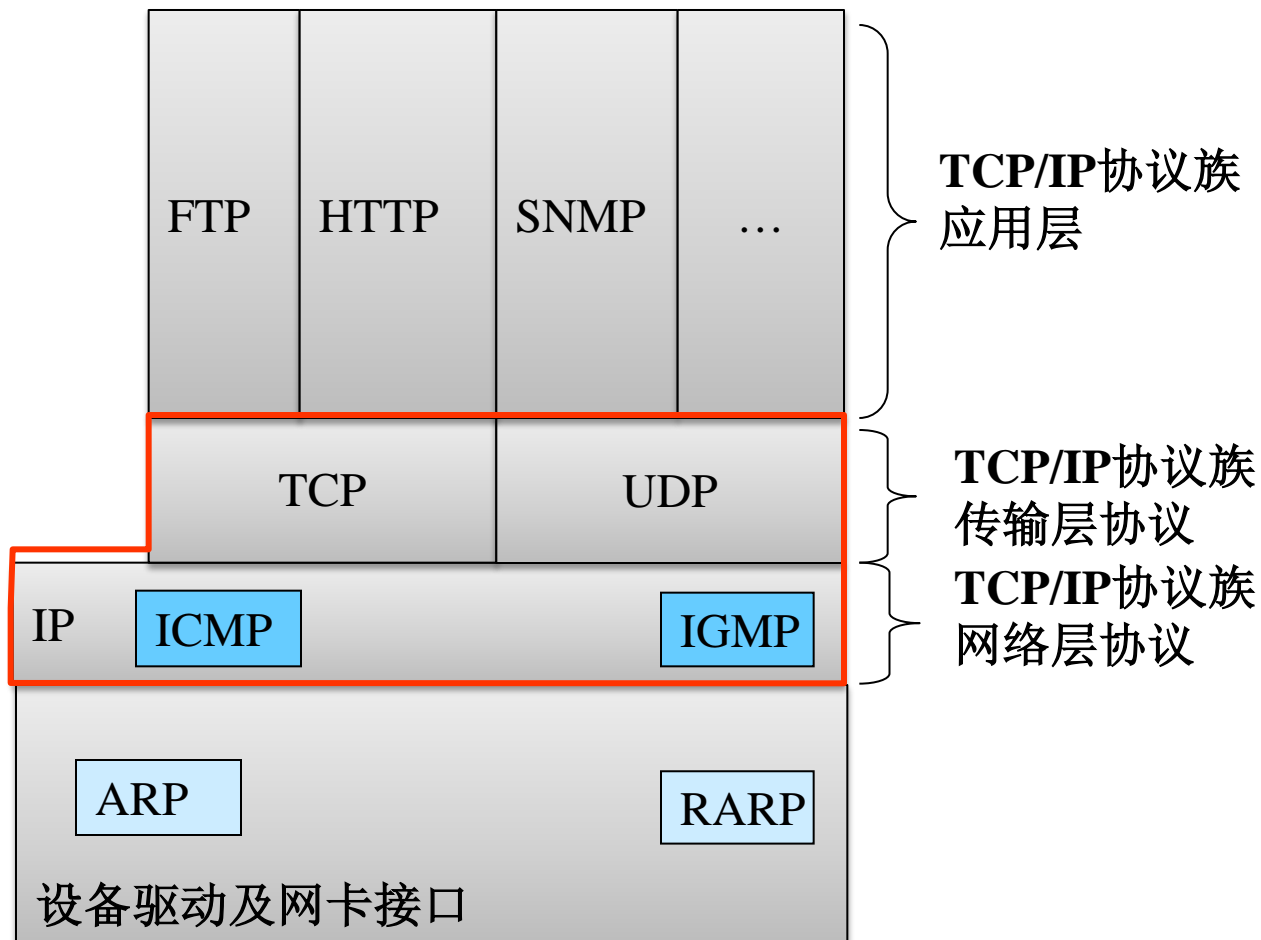 FTP
HTTP
SNMP
…
TCP/IP协议族
应用层
TCP
UDP
TCP/IP协议族
传输层协议
IP
ICMP
IGMP
TCP/IP协议族
网络层协议
ARP
RARP
设备驱动及网卡接口